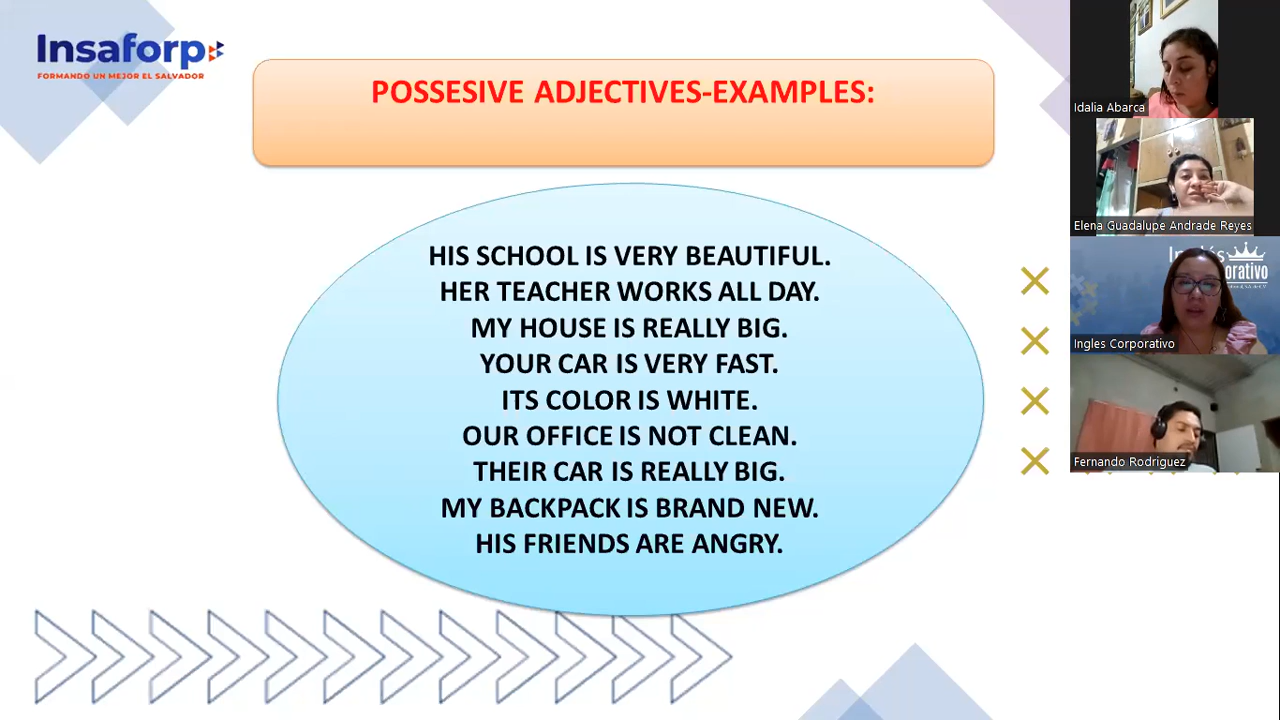 Insaforp
FORMANDO UN MEJOR EL SALVADOR
POSSESIVE ADJECTIVES-EXAMPLES:
HIS SCHOOL IS VERY BEAUTIFUL.
HER TEACHER WORKS ALL DAY.
MY HOUSE IS REALLY BIG.
YOUR CAR IS VERY FAST.
ITS COLOR IS WHITE.
OUR OFFICE IS NOT CLEAN.
THEIR CAR IS REALLY BIG.
MY BACKPACK IS BRAND NEW.
HIS FRIENDS ARE ANGRY.
Idalia Abarca
Elena Guadalupe Andrade Reyes
Ingles Corporativo
Fernando Rodriguez